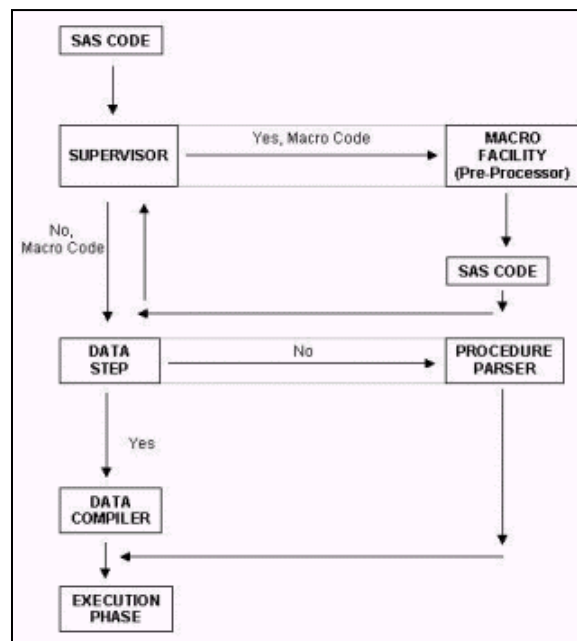 SAS CODE
SUPERVISOR
Yes, Macro Code
MACRO
FACILITY
(Pre-Processor)
No,
Macro Code
SAS CODE
DATA
STEP
No
PROCEDURE
PARSER
Yes
DATA
COMPILER
EXECUTION
PHASE